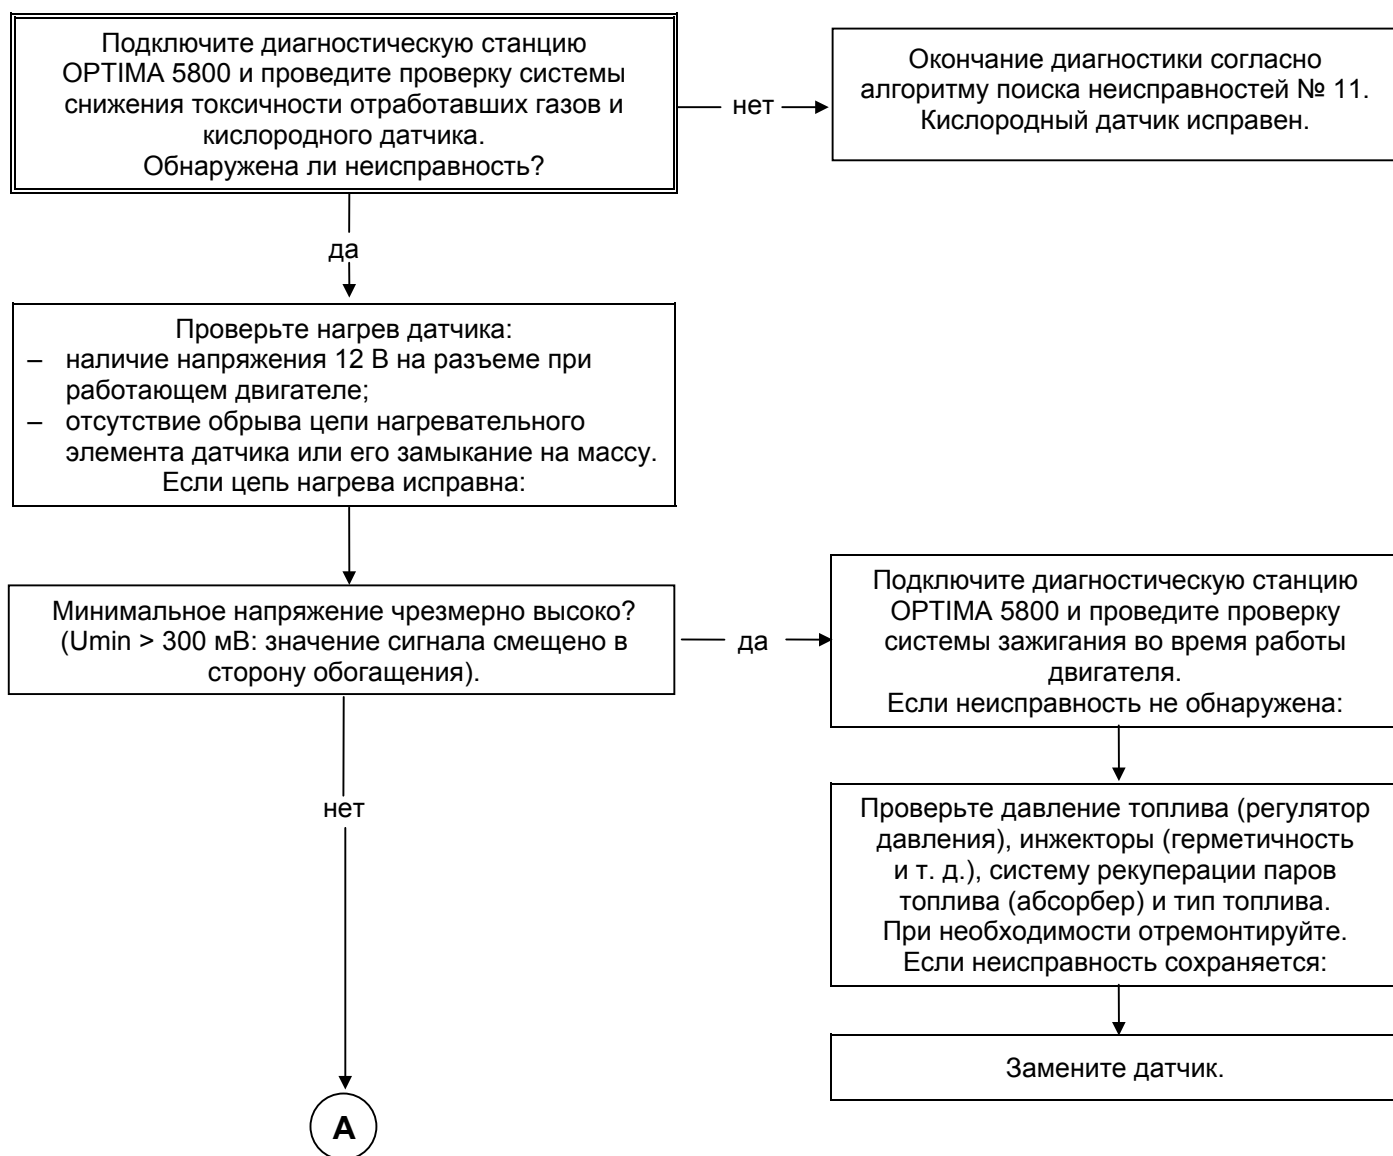 Подключите диагностическую станцию
OPTIMA 5800 и проведите проверку системы
снижения токсичности отработавших газов и
кислородного датчика.
Обнаружена ли неисправность?
нет
Окончание диагностики согласно
алгоритму поиска неисправностей № 11.
Кислородный датчик исправен.
да
Проверьте нагрев датчика:
– наличие напряжения 12 В на разъеме при
работающем двигателе;
– отсутствие обрыва цепи нагревательного
элемента датчика или его замыкание на массу.
Если цепь нагрева исправна:
Минимальное напряжение чрезмерно высоко?
(Umin > 300 мВ: значение сигнала смещено в
сторону обогащения).
да
Подключите диагностическую станцию
OPTIMA 5800 и проведите проверку
системы зажигания во время работы
двигателя.
Если неисправность не обнаружена:
Проверьте давление топлива (регулятор
давления), инжекторы (герметичность
и т. д.), систему рекуперации паров
топлива (абсорбер) и тип топлива.
При необходимости отремонтируйте.
Если неисправность сохраняется:
Замените датчик.
нет
А